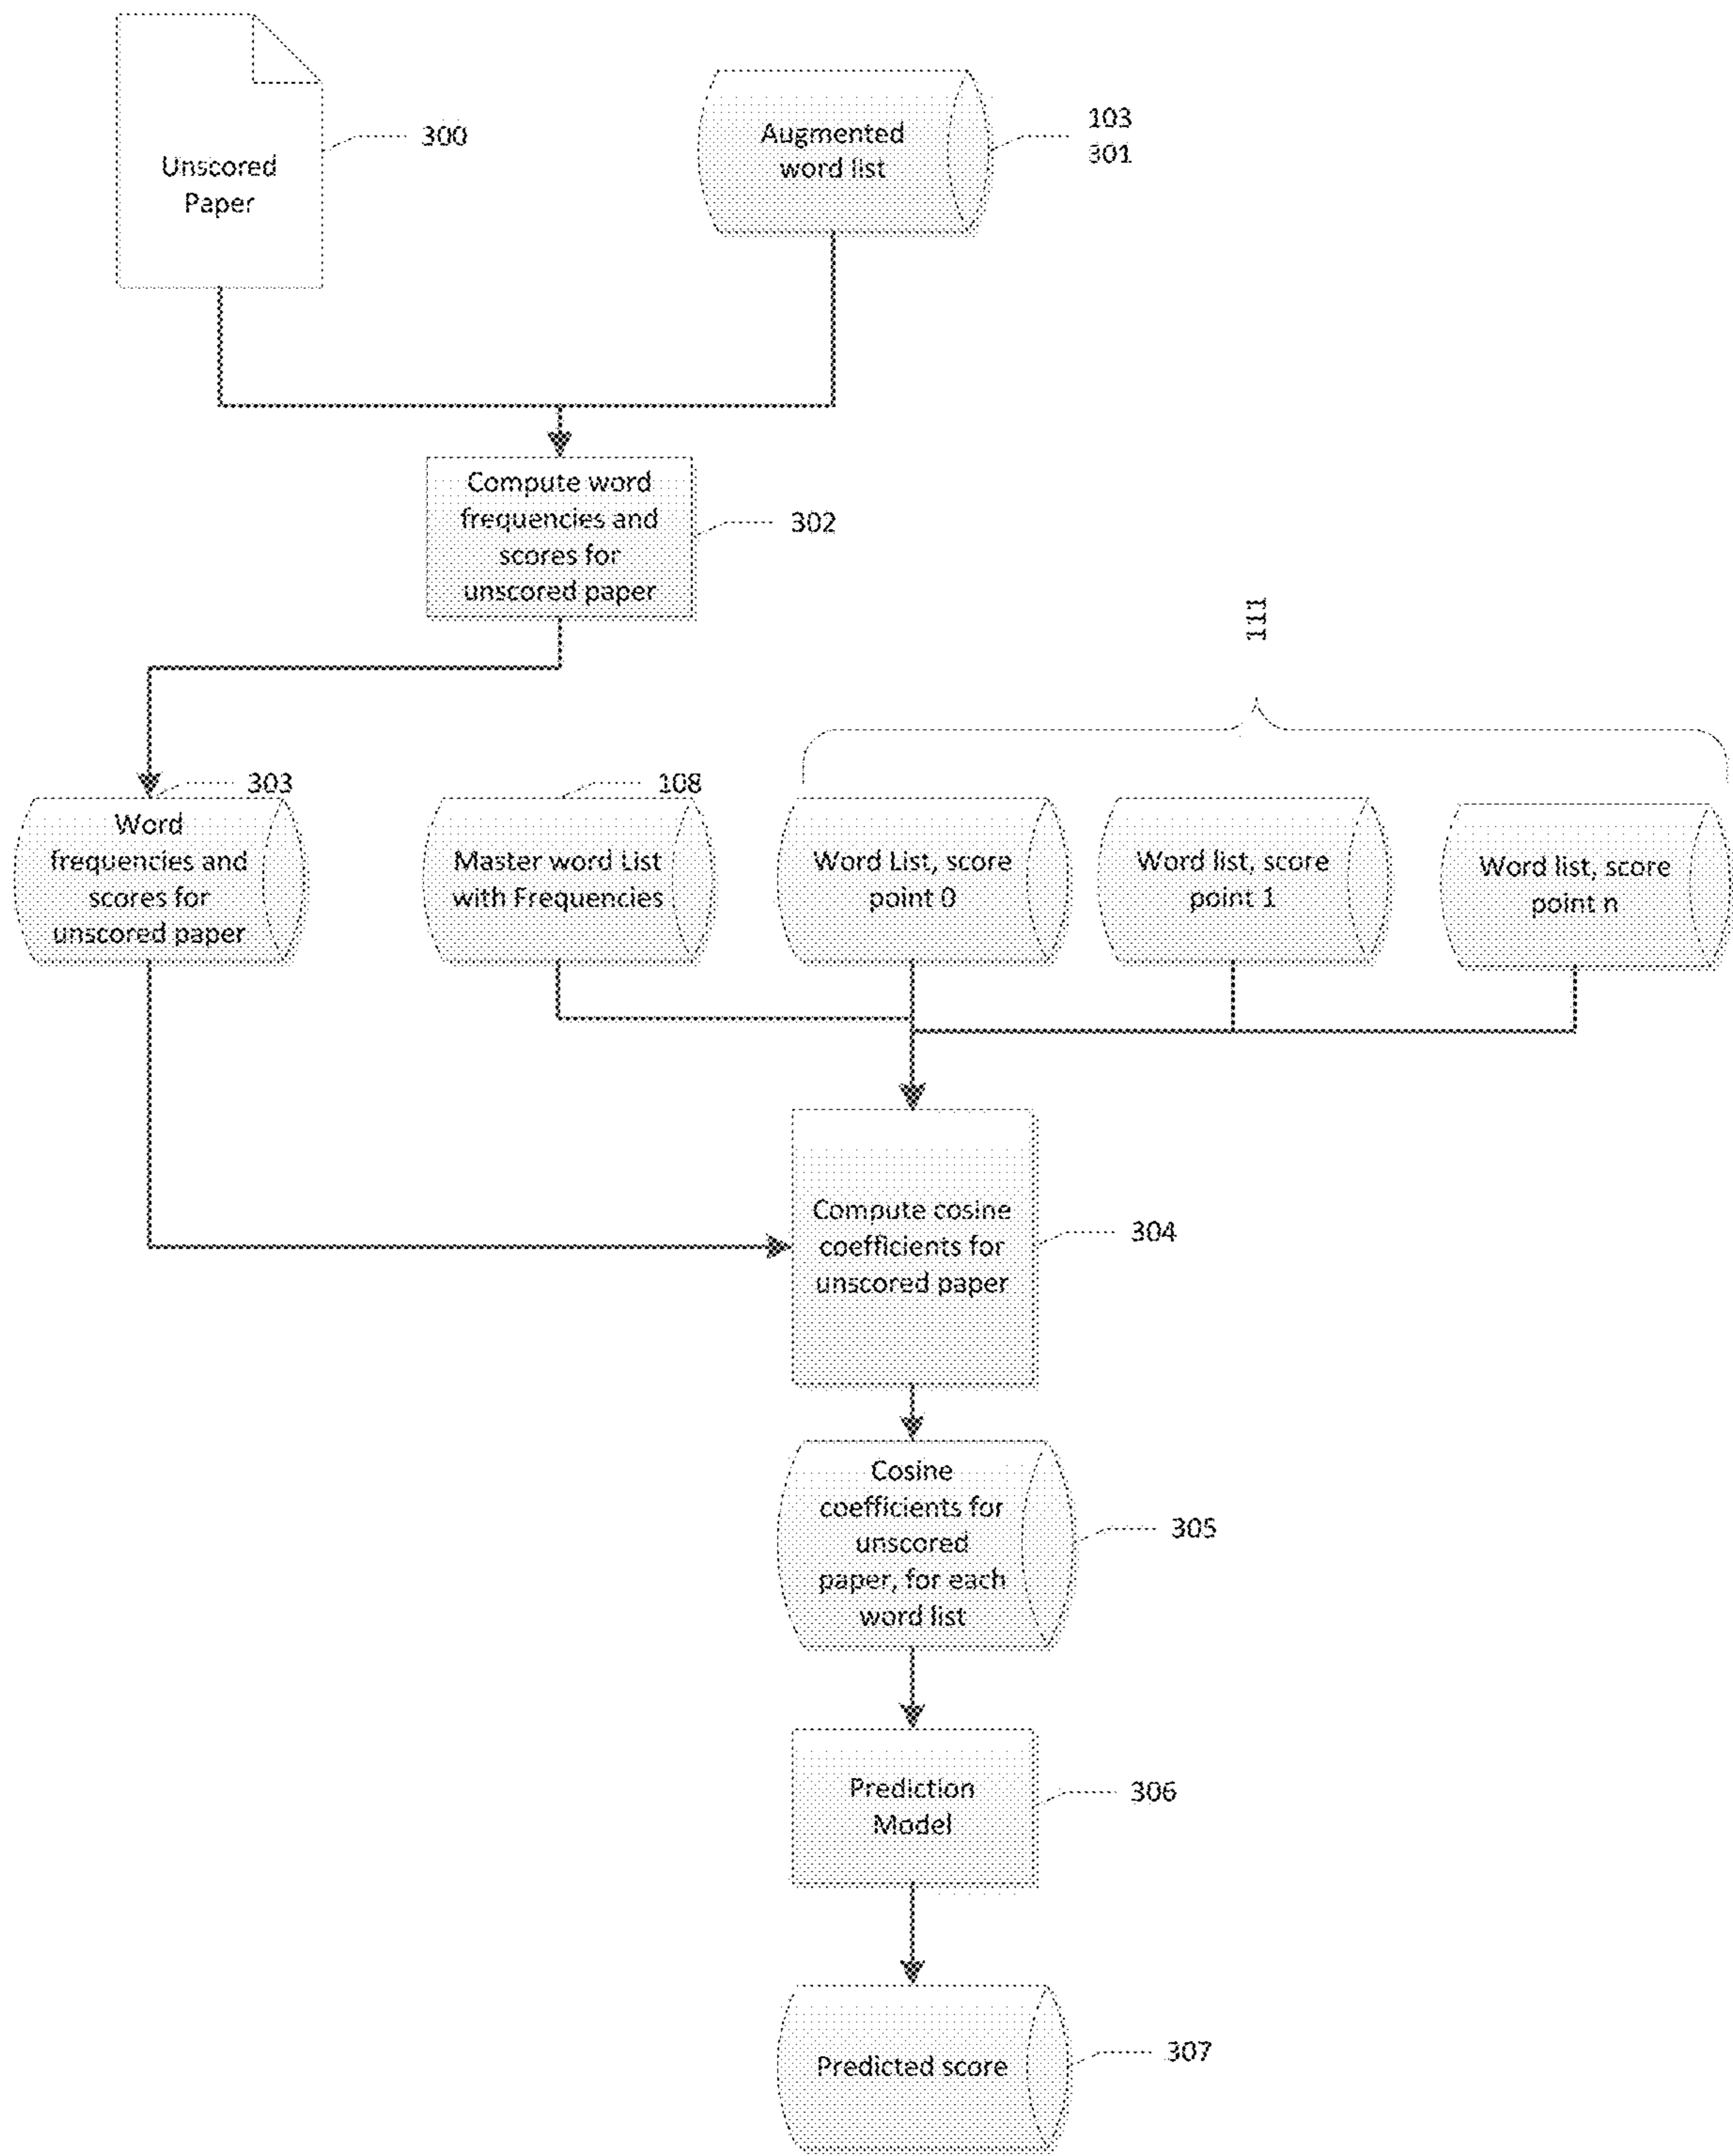 Unscored
Paper
300
Augmented
word list
103
301
Compute word
frequencies and
scores for
unscored paper
302
111
303
Word
frequencies and
scores for
unscored paper
108
Master word List
with Frequencies
Word List, score
point 0
Word list, score
point 1
Word list, score
point n
Compute cosine
coefficients for
unscored paper
304
Cosine
coefficients for
unscored
paper, for each
word list
305
Prediction
Model
306
Predicted score
307